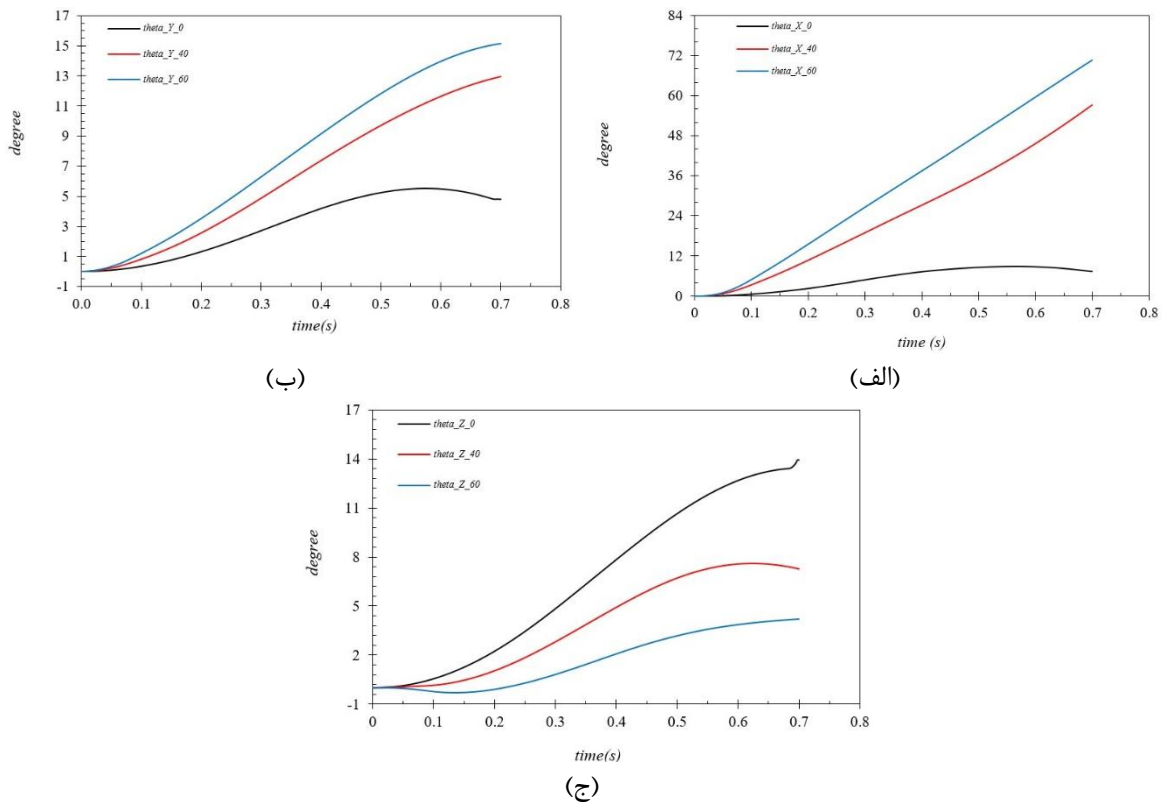 theta_Y_0
theta_Y_40
theta_Y_60
degree
17
15
13
11
9
7
5
3
1
-1
0.0 0.1 0.2 0.3 0.4 0.5 0.6 0.7 0.8
time(s)
(ب)
theta_X_0
theta_X_40
theta_X_60
degree
84
72
60
48
36
24
12
0
0.0 0.1 0.2 0.3 0.4 0.5 0.6 0.7 0.8
time (s)
(الف)
theta_Z_0
theta_Z_40
theta_Z_60
degree
17
14
11
8
5
2
-1
0 0.1 0.2 0.3 0.4 0.5 0.6 0.7 0.8
time(s)
(ج)